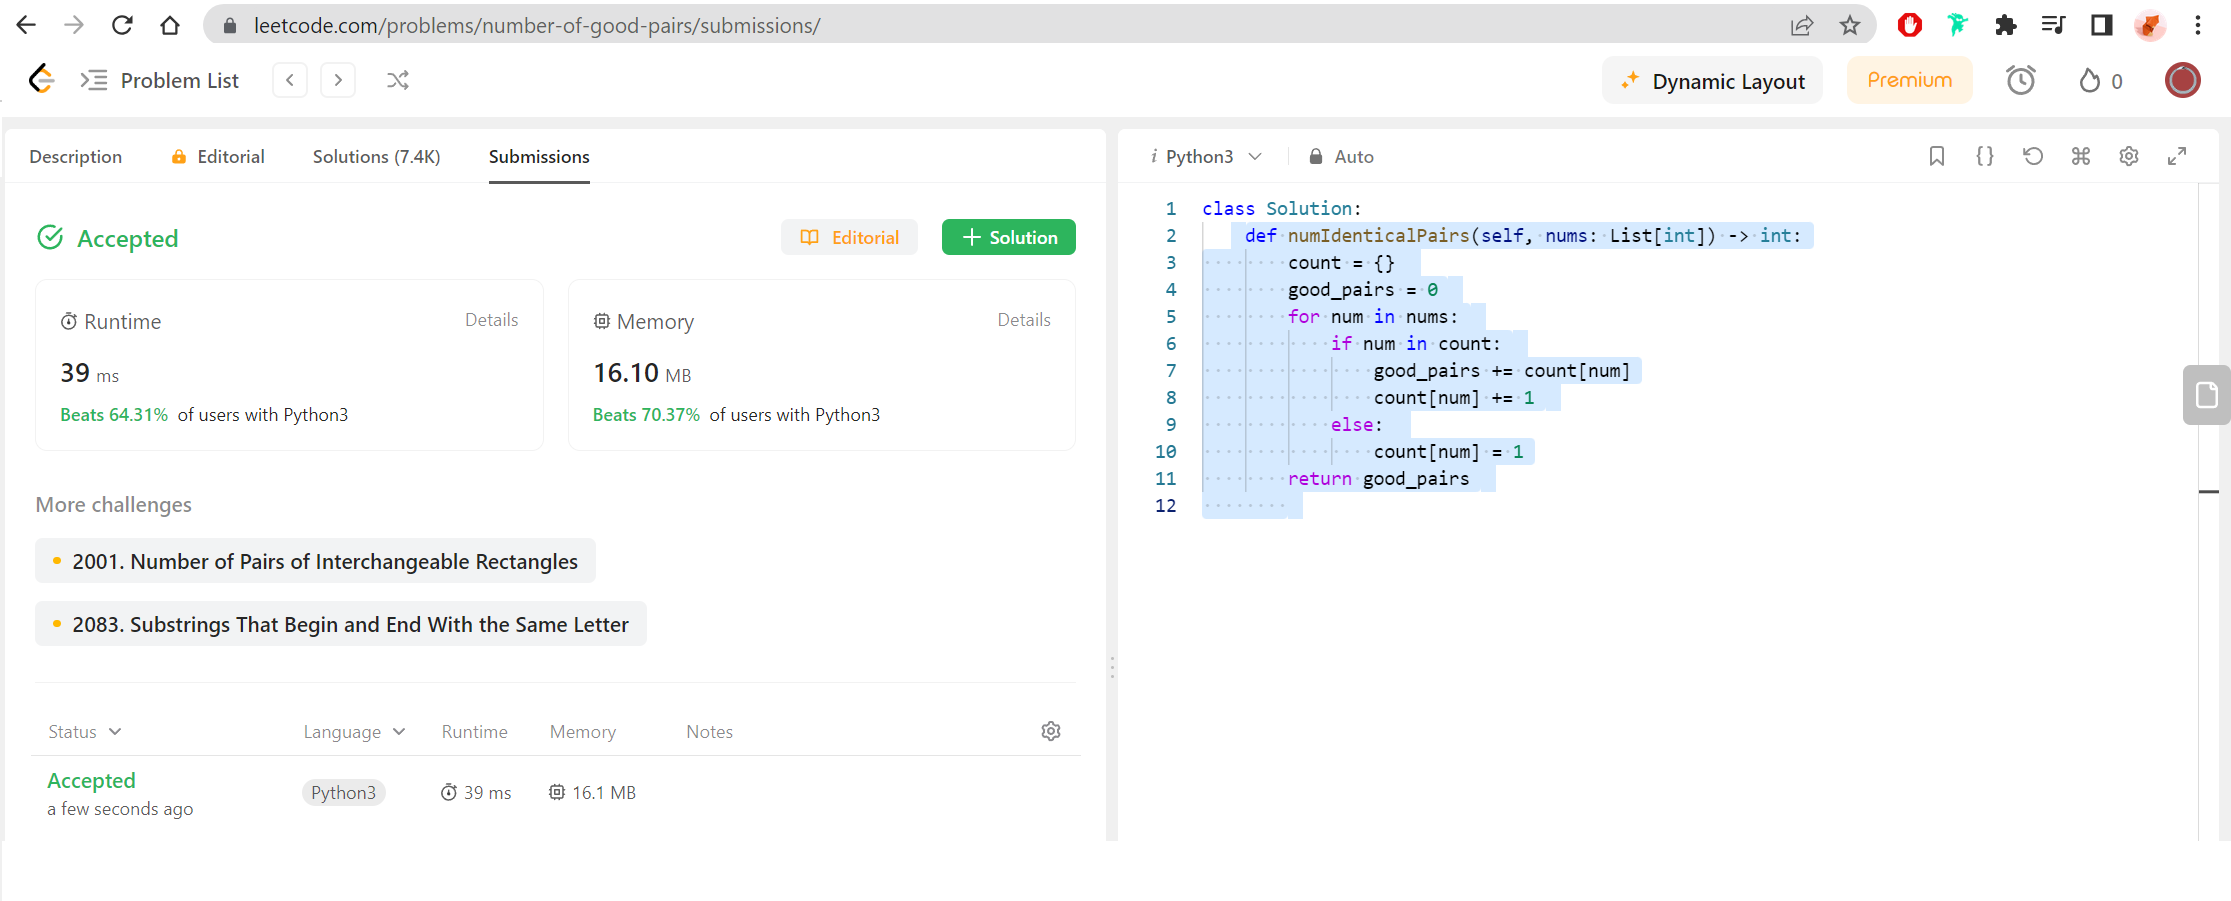 leetcode.com/problems/number-of-good-pairs/submissions/
Problem List
Dynamic Layout
Premium
0
Description
Editorial
Solutions (7.4K)
Submissions
Accepted
Editorial
+ Solution
Runtime
Details
39 ms
Beats 64.31% of users with Python3
Memory
Details
16.10 MB
Beats 70.37% of users with Python3
More challenges
2001. Number of Pairs of Interchangeable Rectangles
2083. Substrings That Begin and End With the Same Letter
Status Language Runtime Memory Notes
Accepted
a few seconds ago
Python3
39 ms
16.1 MB
i Python3
Auto
{}
1 class Solution:
2     def numIdenticalPairs(self, nums: List[int]) -> int:
3         count = {}
4         good_pairs = 0
5         for num in nums:
6             if num in count:
7                 good_pairs += count[num]
8                 count[num] += 1
9             else:
10                 count[num] = 1
11         return good_pairs
12